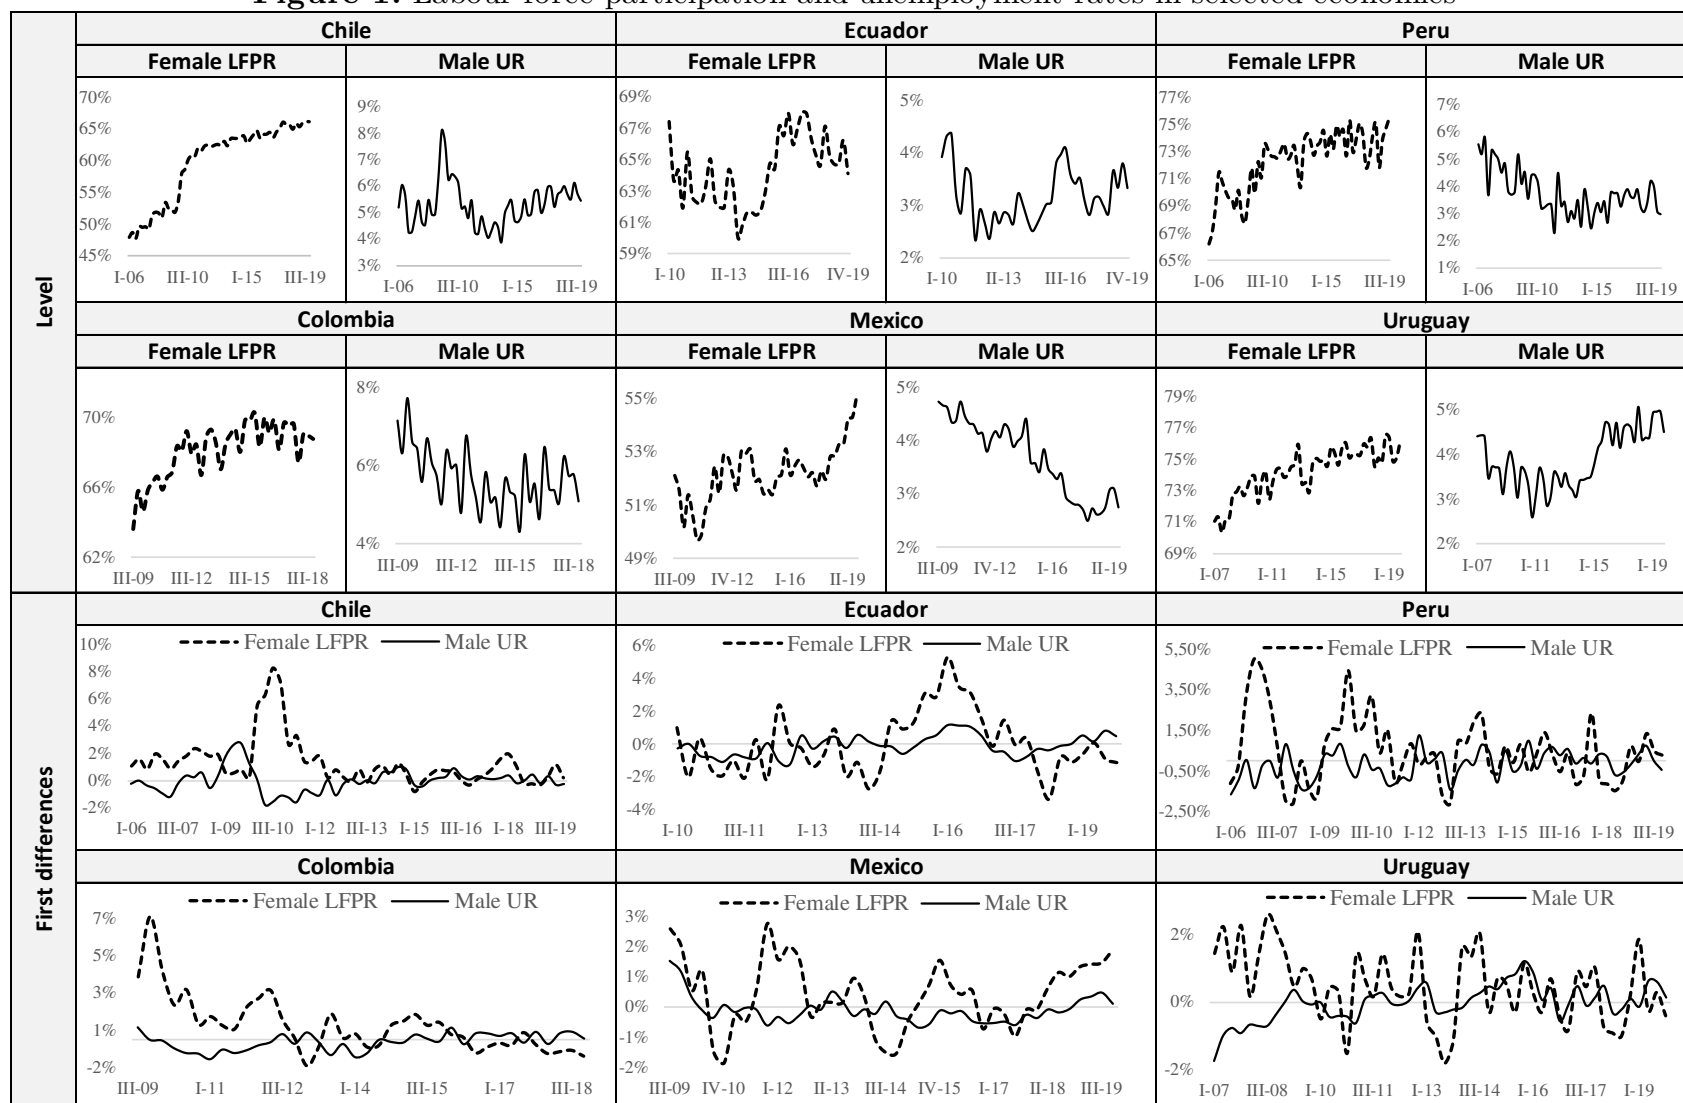 Figure 1: Labour force participation and unemployment rates in selected economies
Level
Chile
Ecuador
Peru
Female LFPR
Male UR
Female LFPR
Male UR
Female LFPR
Male UR
70%
65%
60%
55%
50%
45%
I-06 III-10 I-15 III-19
9%
8%
7%
6%
5%
4%
3%
I-06 III-10 I-15 III-19
69%
67%
65%
63%
61%
59%
I-10 II-13 III-16 IV-19
5%
4%
3%
2%
I-10 II-13 III-16 IV-19
77%
75%
73%
71%
69%
67%
65%
I-06 III-10 I-15 III-19
7%
6%
5%
4%
3%
2%
1%
I-06 III-10 I-15 III-19
Colombia
Mexico
Uruguay
Female LFPR
Male UR
Female LFPR
Male UR
Female LFPR
Male UR
70%
66%
62%
III-09 III-12 III-15 III-18
8%
6%
4%
III-09 III-12 III-15 III-18
55%
53%
51%
49%
III-09 IV-12 I-16 II-19
5%
4%
3%
2%
III-09 IV-12 I-16 II-19
79%
77%
75%
73%
71%
69%
I-07 I-11 I-15 I-19
5%
4%
3%
2%
I-07 I-11 I-15 I-19
First differences
Chile
Ecuador
Peru
Female LFPR Male UR
10%
8%
6%
4%
2%
0%
-2%
I-06 III-07 I-09 III-10 I-12 III-13 I-15 III-16 I-18 III-19
Female LFPR Male UR
6%
4%
2%
0%
-2%
-4%
I-10 III-11 I-13 III-14 I-16 III-17 I-19
Female LFPR Male UR
5,50%
3,50%
1,50%
-0,50%
-2,50%
I-06 III-07 I-09 III-10 I-12 III-13 I-15 III-16 I-18 III-19
Colombia
Mexico
Uruguay
Female LFPR Male UR
7%
5%
3%
1%
-2%
III-09 I-11 III-12 I-14 III-15 I-17 III-18
Female LFPR Male UR
3%
2%
1%
0%
-1%
-2%
III-09 IV-10 I-12 II-13 III-14 IV-15 I-17 II-18 III-19
Female LFPR Male UR
2%
0%
-2%
I-07 III-08 I-10 III-11 I-13 III-14 I-16 III-17 I-19